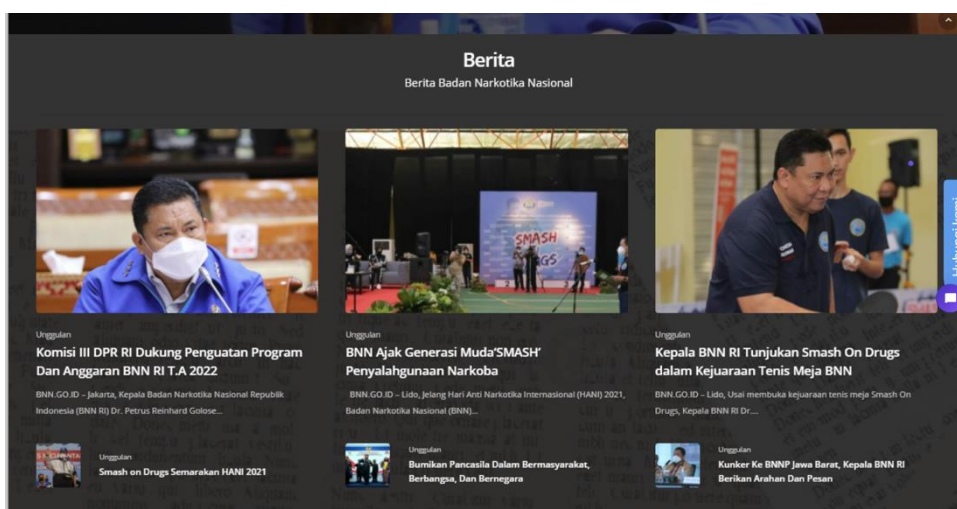 Berita
Berita Badan Narkotika Nasional
Unggulan
Komisi III DPR RI Dukung Penguatan Program
Dan Anggaran BNN RI T.A 2022
BNN.GO.ID – Jakarta, Kepala Badan Narkotika Nasional Republik
Indonesia (BNN RI) Dr. Petrus Reinhard Golose...
Unggulan
Smash on Drugs Semarakan HANI 2021
SMASH
Unggulan
BNN Ajak Generasi Muda‘SMASH’
Penyalahgunaan Narkoba
BNN.GO.ID – Lido, Jelang Hari Anti Narkotika Internasional (HANI) 2021,
Badan Narkotika Nasional (BNN)...
Unggulan
Bumikan Pancasila Dalam Bermasyarakat,
Berbangsa, Dan Bernegara
Unggulan
Kepala BNN RI Tunjukan Smash On Drugs
dalam Kejuaraan Tenis Meja BNN
BNN.GO.ID – Lido, Usai membuka kejuaraan tenis meja Smash On
Drugs, Kepala BNN RI Dr....
Unggulan
Kunker Ke BNNP Jawa Barat, Kepala BNN RI
Berikan Arahan Dan Pesan
Hubungi kami